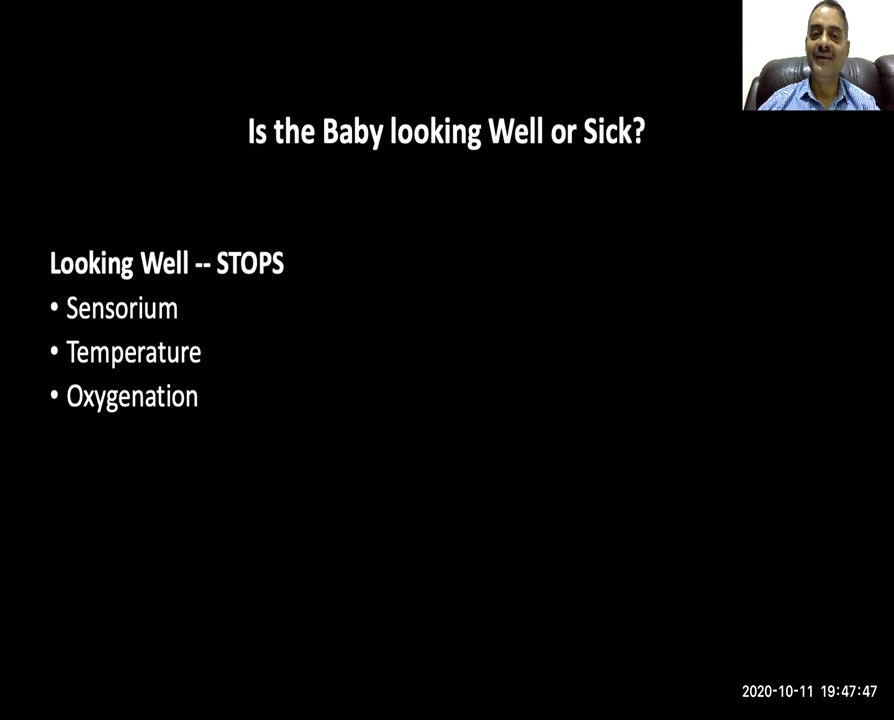 Is the Baby looking Well or Sick?
Looking Well -- STOPS
• Sensorium
• Temperature
• Oxygenation
2020-10-11 19:47:47